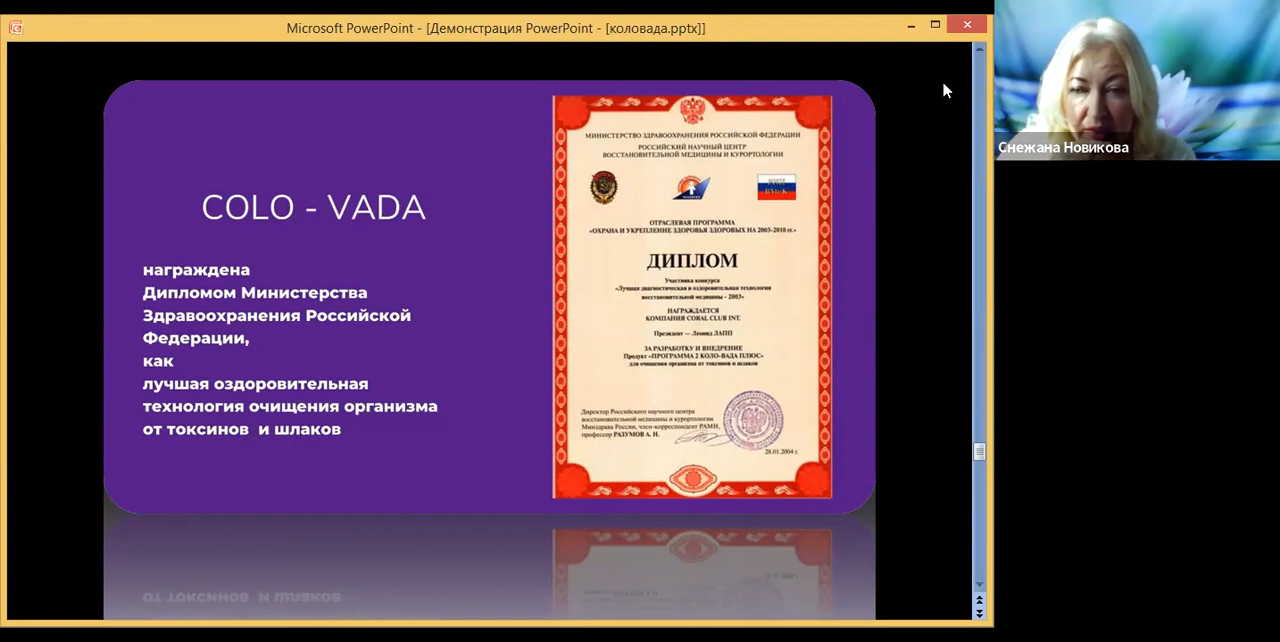 Microsoft PowerPoint - [Демонстрация PowerPoint - [коловада.pptx]]
Снежана Новикова
COLO - VADA
награждена
Дипломом Министерства
Здравоохранения Российской
Федерации,
как
лучшая оздоровительная
технология очищения организма
от токсинов и шлаков
МИНИСТЕРСТВО ЗДРАВООХРАНЕНИЯ РОССИЙСКОЙ ФЕДЕРАЦИИ
РОССИЙСКИЙ НАУЧНЫЙ ЦЕНТР
ВОССТАНОВИТЕЛЬНОЙ МЕДИЦИНЫ И КУРОРТОЛОГИИ
ОТРАСЛЕВАЯ ПРОГРАММА
«ОХРАНА И УКРЕПЛЕНИЕ ЗДОРОВЬЯ ЗДОРОВЫХ НА 2003-2010 гг.»
ДИПЛОМ
Участника конкурса
«Лучшая диагностическая и оздоровительная технология
восстановительной медицины - 2003»
НАГРАЖДАЕТСЯ
КОМПАНИЯ CORAL CLUB INT.
Президент — Леонид ЛАПП
ЗА РАЗРАБОТКУ И ВНЕДРЕНИЕ
Продукт «ПРОГРАММА 2 КОЛО-ВАДА ПЛЮС»
для очищения организма от токсинов и шлаков
Директор Российского научного центра
восстановительной медицины и курортологии
Минздрава России, член-корреспондент РАМН,
профессор РАЗУМОВ А. Н.
28.01.2004 г.